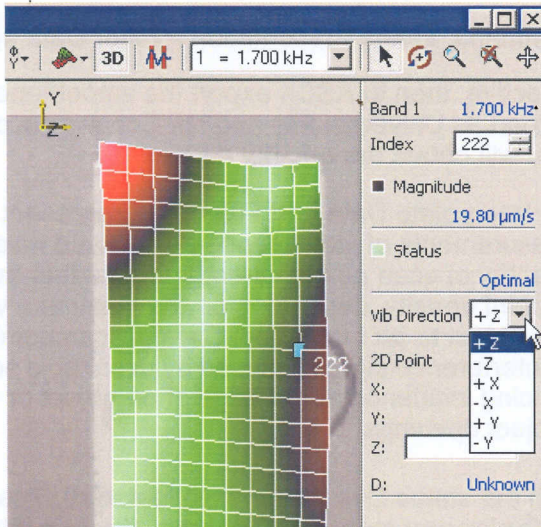 3D 1 = 1.700 kHz
Y
Z
Band 1 1.700 kHz
Index 222
Magnitude
19.80 µm/s
Status
Optimal
Vib Direction + Z
+ Z
- Z
+ X
- X
+ Y
- Y
2D Point
X:
Y:
Z:
D: Unknown
222